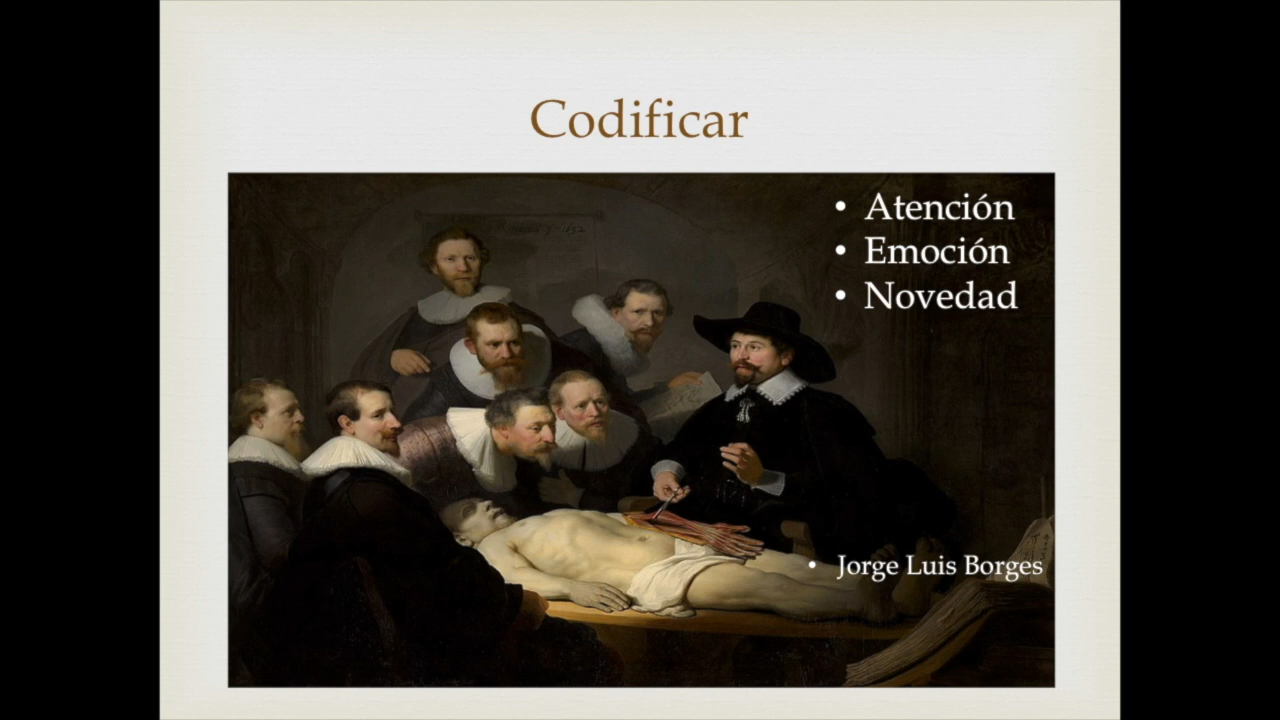 Codificar
• Atención
• Emoción
• Novedad
• Jorge Luis Borges